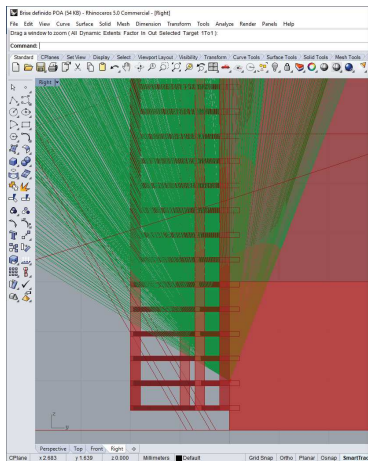 Brise definido POA (54 KB) - Rhinoceros 5.0 Commercial - [Right]
File Edit View Curve Surface Solid Mesh Dimension Transform Tools Analyze Render Panels Help
Drag a window to zoom ( All Dynamic Extents Factor In Out Selected Target 1To1 )
Command:
Standard CPlanes Set View Display Select Viewport Layout Visibility Transform Curve Tools Surface Tools Solid Tools Mesh Tools
Right
z
Perspective Top Front Right
CPlane x 2.683 y 1.639 z 0.000 Millimeters Default Grid Snap Ortho Planar Osnap SmartTrac